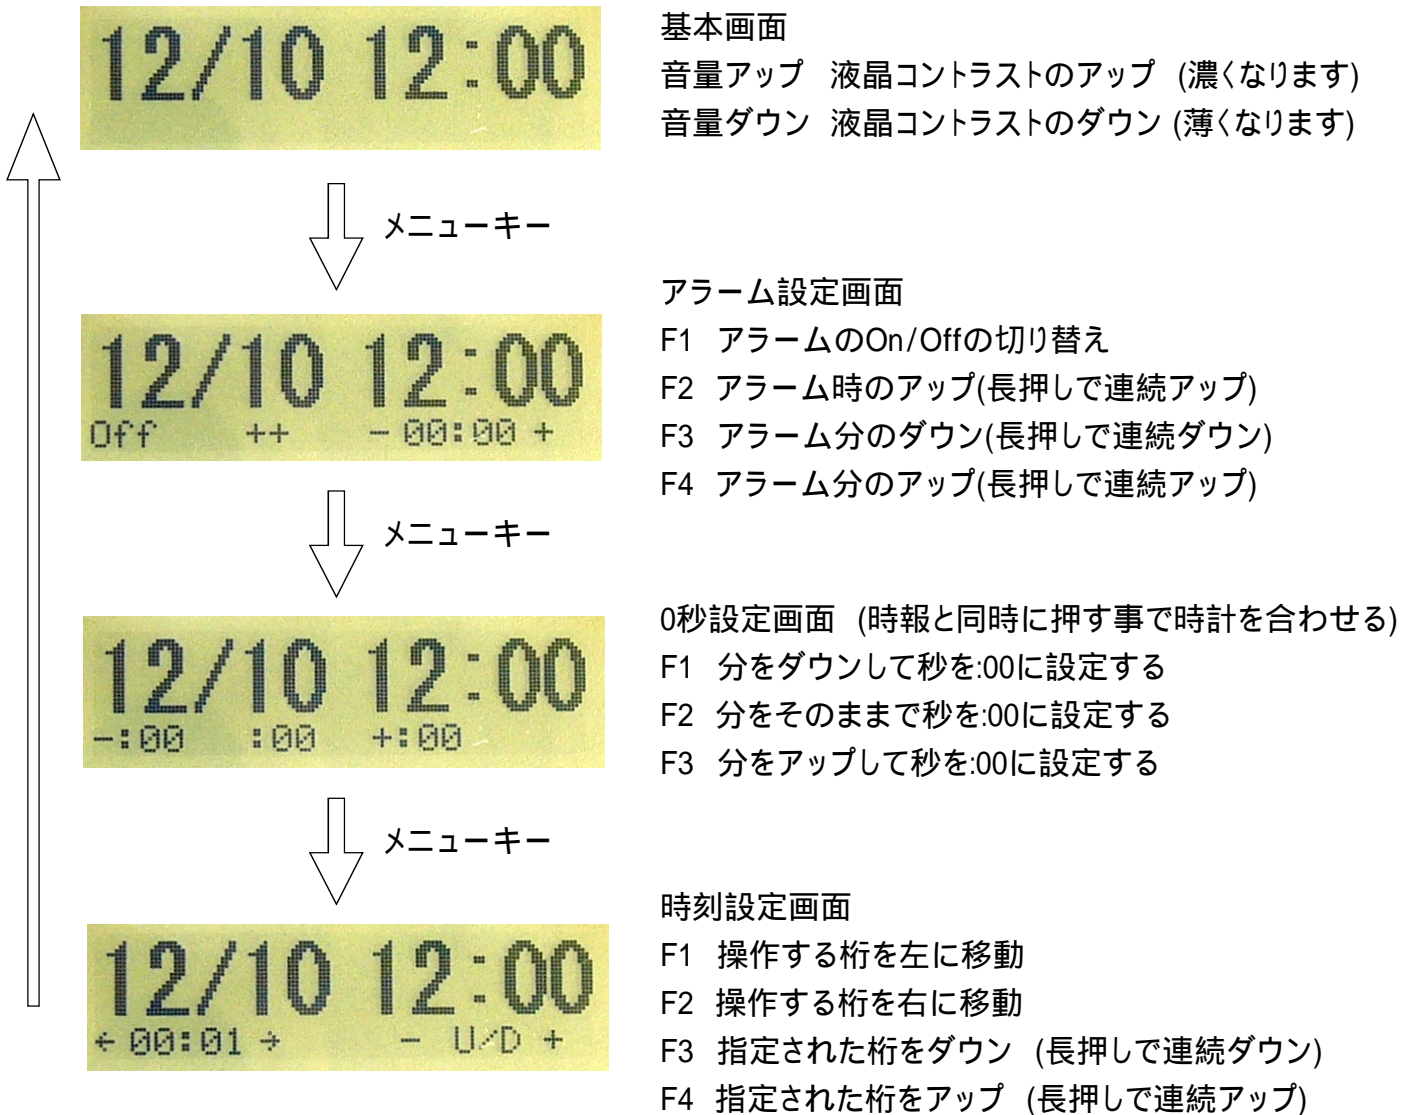 12/10 12:00
基本画面
音量アップ 液晶コントラストのアップ (濃くなります)
音量ダウン 液晶コントラストのダウン (薄くなります)
メニューキー
12/10 12:00
Off ++ - 00:00 +
アラーム設定画面
F1 アラームのOn/Offの切り替え
F2 アラーム時のアップ(長押しで連続アップ)
F3 アラーム分のダウン(長押しで連続ダウン)
F4 アラーム分のアップ(長押しで連続アップ)
メニューキー
12/10 12:00
-:00 :00 +:00
0秒設定画面 (時報と同時に押す事で時計を合わせる)
F1 分をダウンして秒を:00に設定する
F2 分をそのままで秒を:00に設定する
F3 分をアップして秒を:00に設定する
メニューキー
12/10 12:00
← 00:01 → - U/D +
時刻設定画面
F1 操作する桁を左に移動
F2 操作する桁を右に移動
F3 指定された桁をダウン (長押しで連続ダウン)
F4 指定された桁をアップ (長押しで連続アップ)